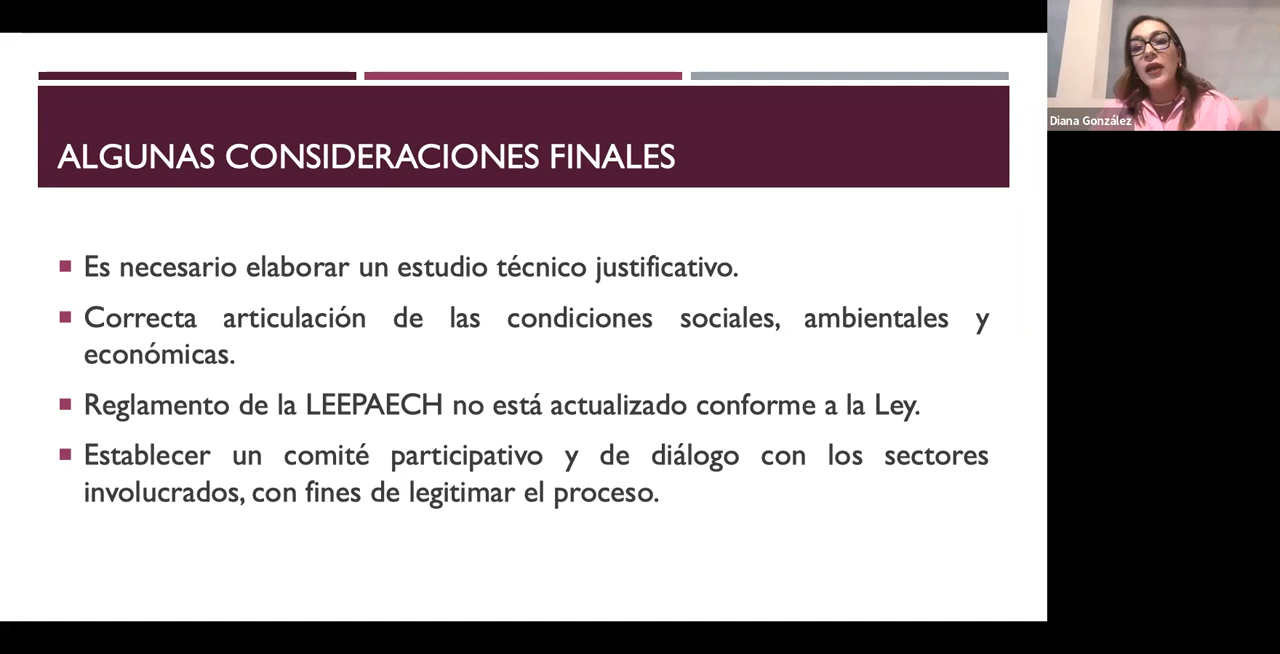 ALGUNAS CONSIDERACIONES FINALES
Es necesario elaborar un estudio técnico justificativo.
Correcta articulación de las condiciones sociales, ambientales y
económicas.
Reglamento de la LEEPAECH no está actualizado conforme a la Ley.
Establecer un comité participativo y de diálogo con los sectores
involucrados, con fines de legitimar el proceso.
Diana González